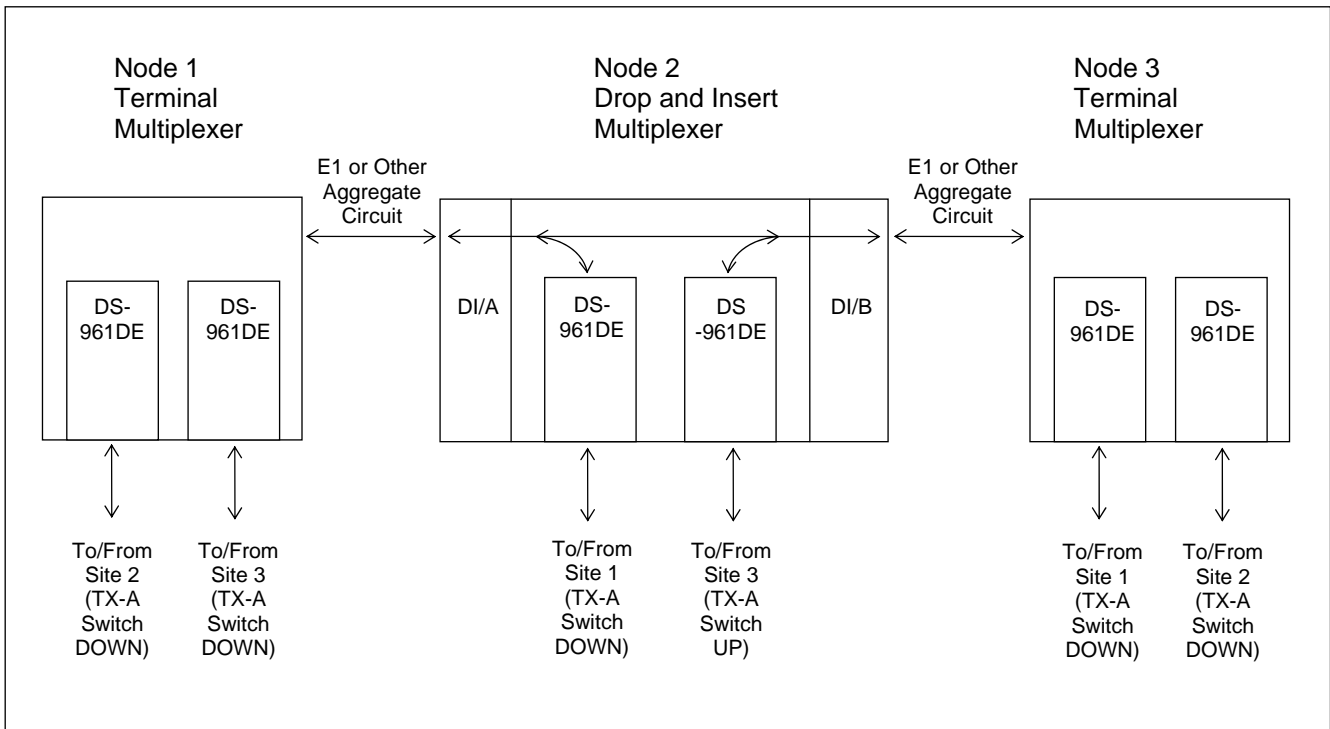 Node 1
Terminal
Multiplexer
Node 2
Drop and Insert
Multiplexer
Node 3
Terminal
Multiplexer
E1 or Other
Aggregate
Circuit
E1 or Other
Aggregate
Circuit
DS-
961DE
DS-
961DE
DI/A
DS-
961DE
DS
-961DE
DI/B
DS-
961DE
DS-
961DE
To/From
Site 2
(TX-A
Switch
DOWN)
To/From
Site 3
(TX-A
Switch
DOWN)
To/From
Site 1
(TX-A
Switch
DOWN)
To/From
Site 3
(TX-A
Switch
UP)
To/From
Site 1
(TX-A
Switch
DOWN)
To/From
Site 2
(TX-A
Switch
DOWN)